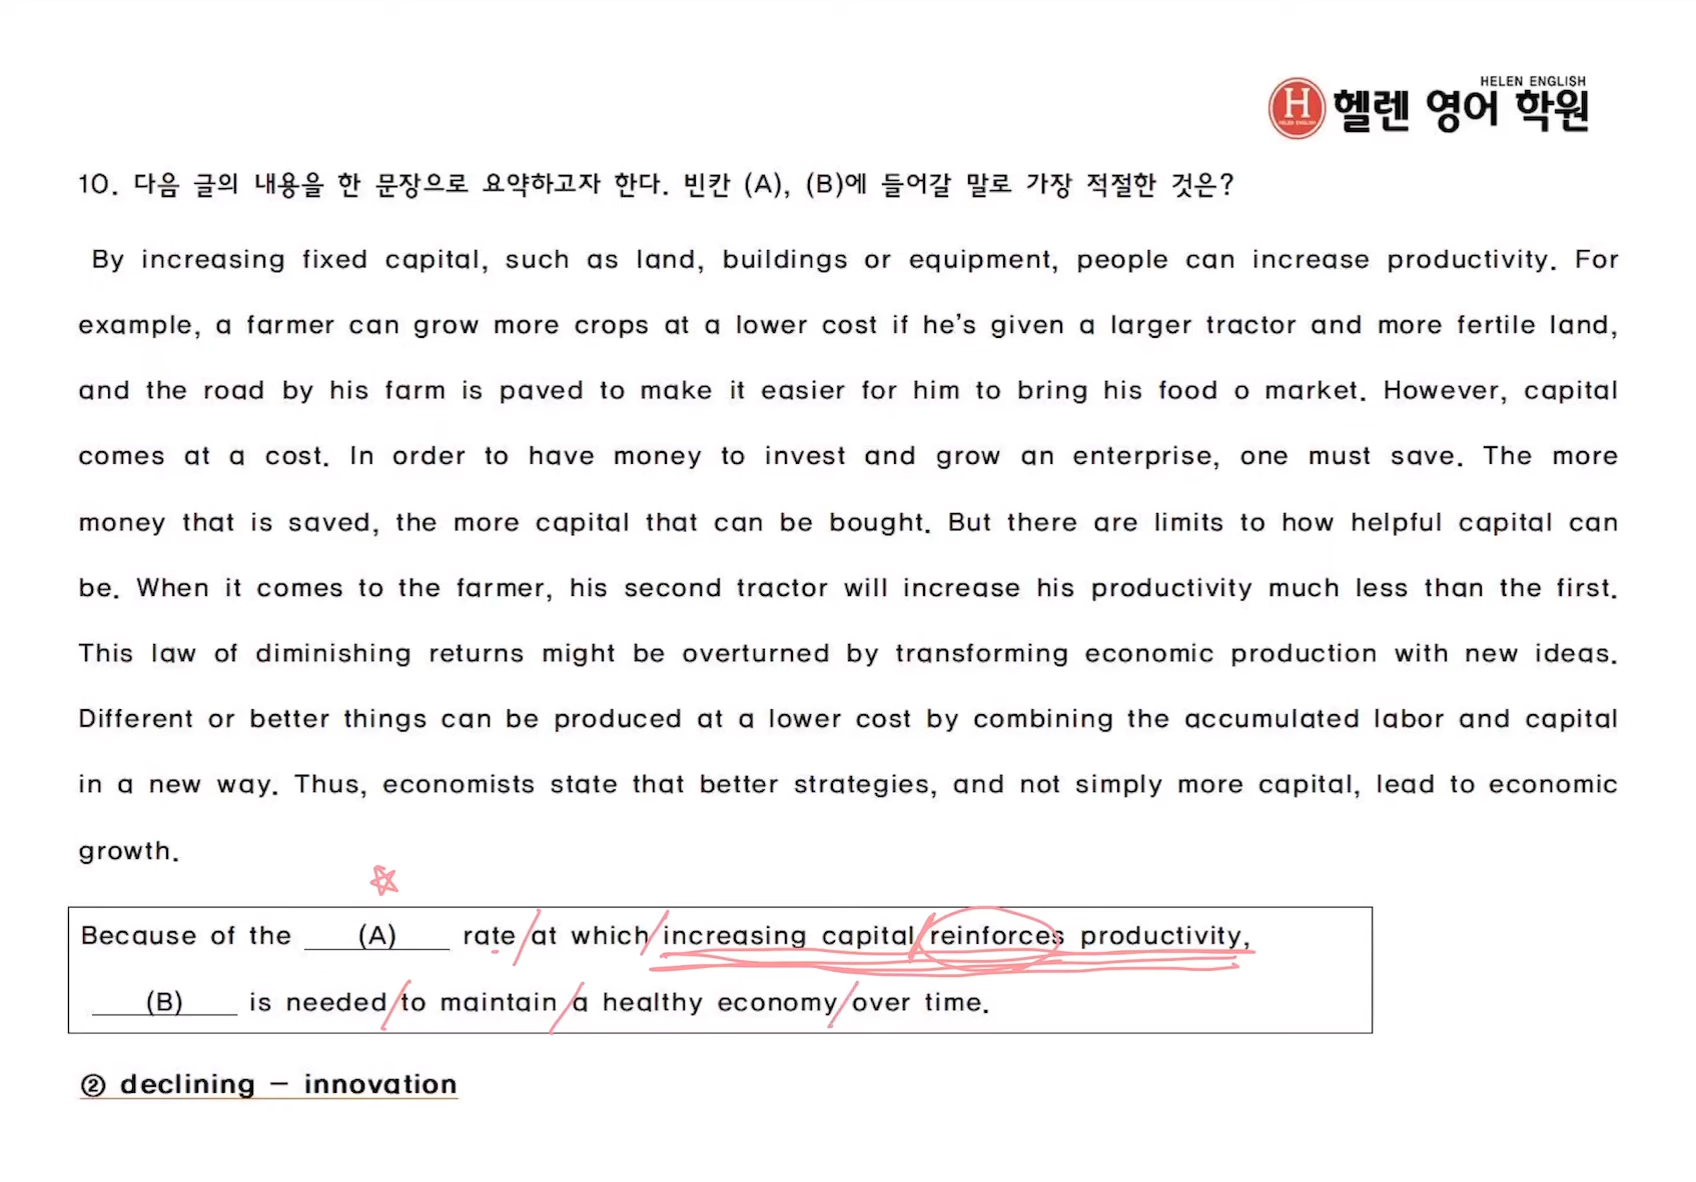 HELEN ENGLISH
H
HELEN ENGLISH
헬렌 영어 학원
10. 다음 글의 내용을 한 문장으로 요약하고자 한다. 빈칸 (A), (B)에 들어갈 말로 가장 적절한 것은?
By increasing fixed capital, such as land, buildings or equipment, people can increase productivity. For
example, a farmer can grow more crops at a lower cost if he's given a larger tractor and more fertile land,
and the road by his farm is paved to make it easier for him to bring his food o market. However, capital
comes at a cost. In order to have money to invest and grow an enterprise, one must save. The more
money that is saved, the more capital that can be bought. But there are limits to how helpful capital can
be. When it comes to the farmer, his second tractor will increase his productivity much less than the first.
This law of diminishing returns might be overturned by transforming economic production with new ideas.
Different or better things can be produced at a lower cost by combining the accumulated labor and capital
in a new way. Thus, economists state that better strategies, and not simply more capital, lead to economic
growth.
Because of the ____(A)____ rate at which increasing capital reinforces productivity,
____(B)____ is needed to maintain a healthy economy over time.
② declining – innovation